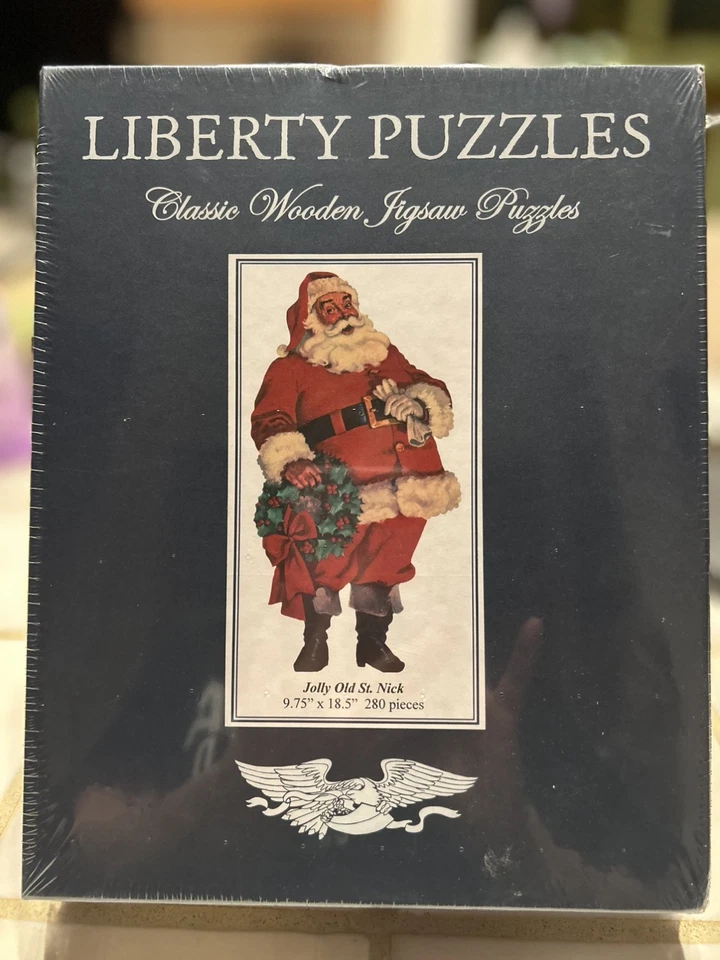 LIBERTY PUZZLES
Classic Wooden Jigsaw Puzzles
Jolly Old St. Nick
9.75” x 18.5” 280 pieces